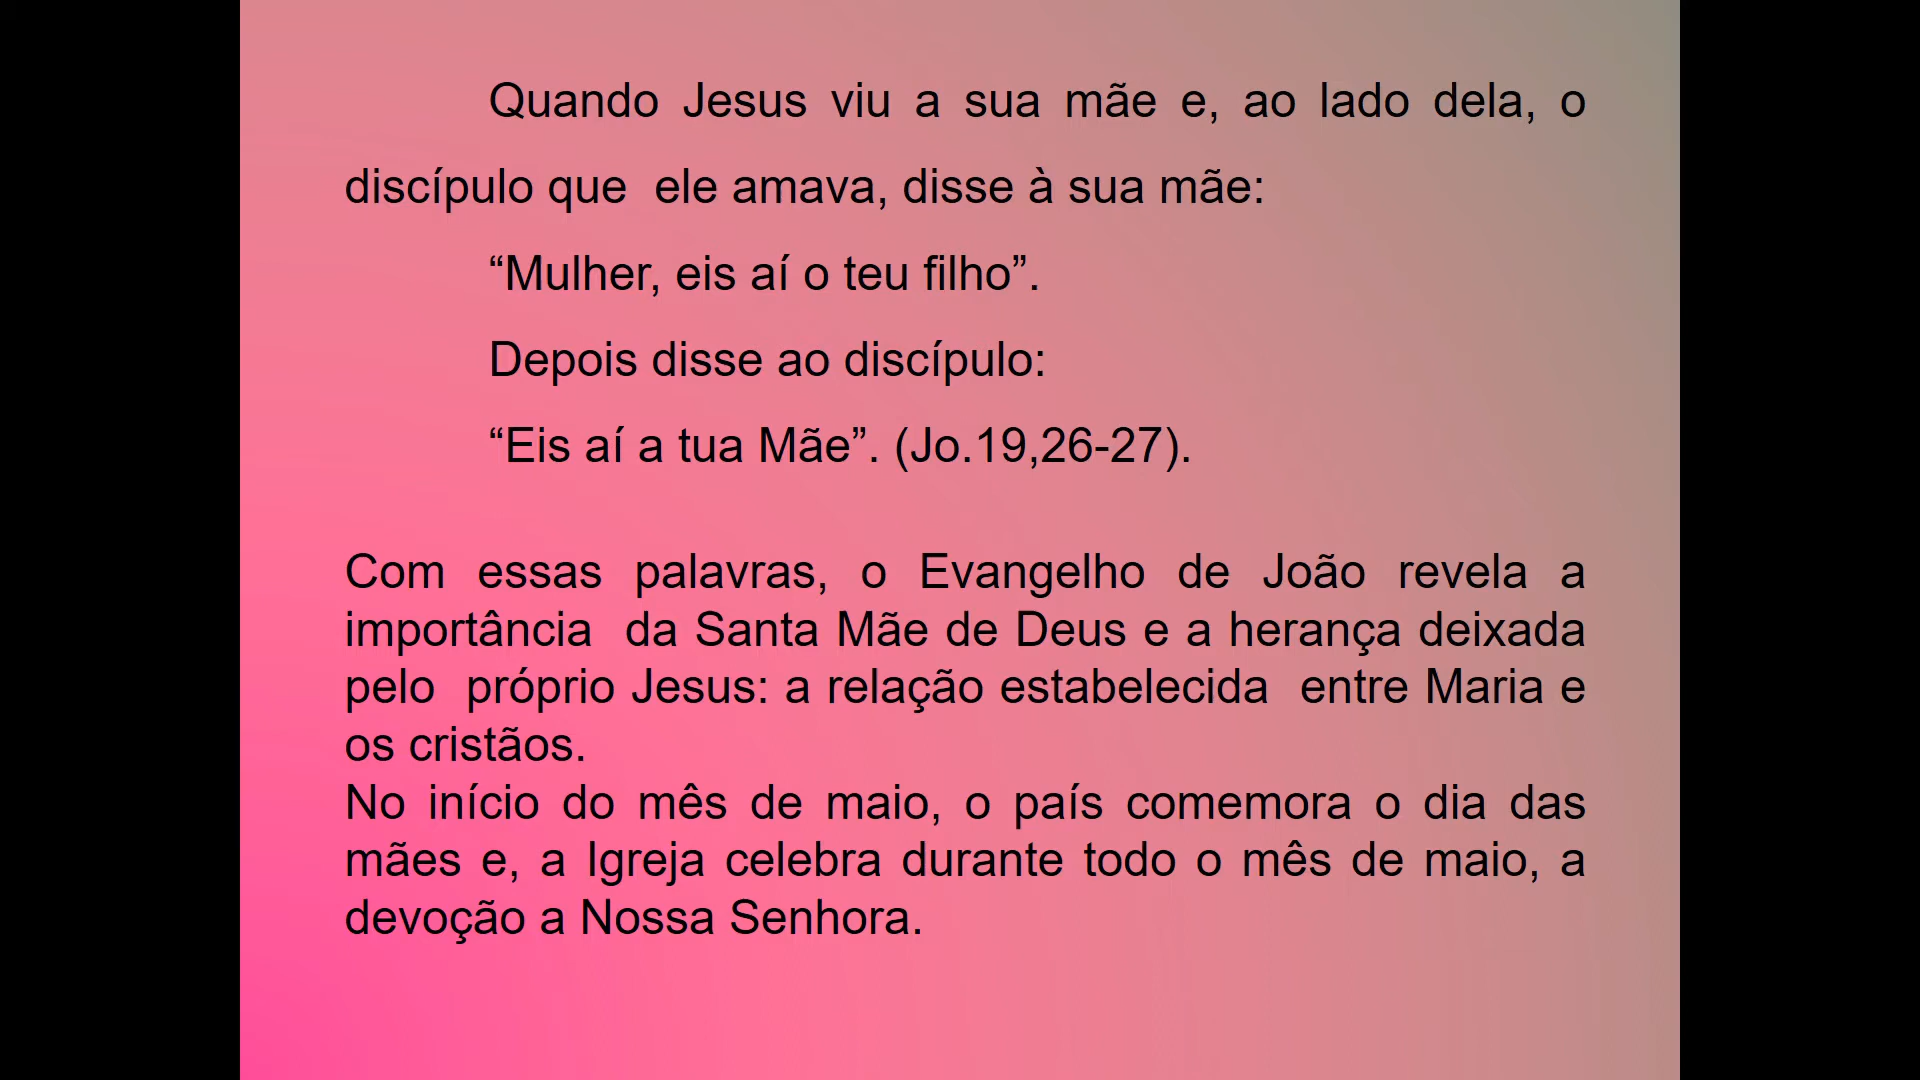 Quando Jesus viu a sua mãe e, ao lado dela, o
discípulo que ele amava, disse à sua mãe:
“Mulher, eis aí o teu filho”.
Depois disse ao discípulo:
“Eis aí a tua Mãe”. (Jo.19,26-27).
Com essas palavras, o Evangelho de João revela a
importância da Santa Mãe de Deus e a herança deixada
pelo próprio Jesus: a relação estabelecida entre Maria e
os cristãos.
No início do mês de maio, o país comemora o dia das
mães e, a Igreja celebra durante todo o mês de maio, a
devoção a Nossa Senhora.